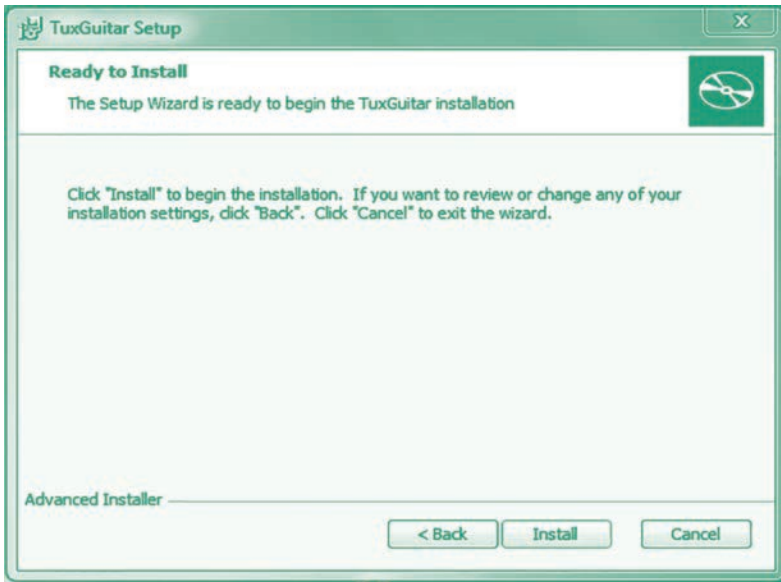 TuxGuitar Setup
Ready to Install
The Setup Wizard is ready to begin the TuxGuitar installation
Click "Install" to begin the installation. If you want to review or change any of your
installation settings, click "Back". Click "Cancel" to exit the wizard.
Advanced Installer
< Back Install Cancel